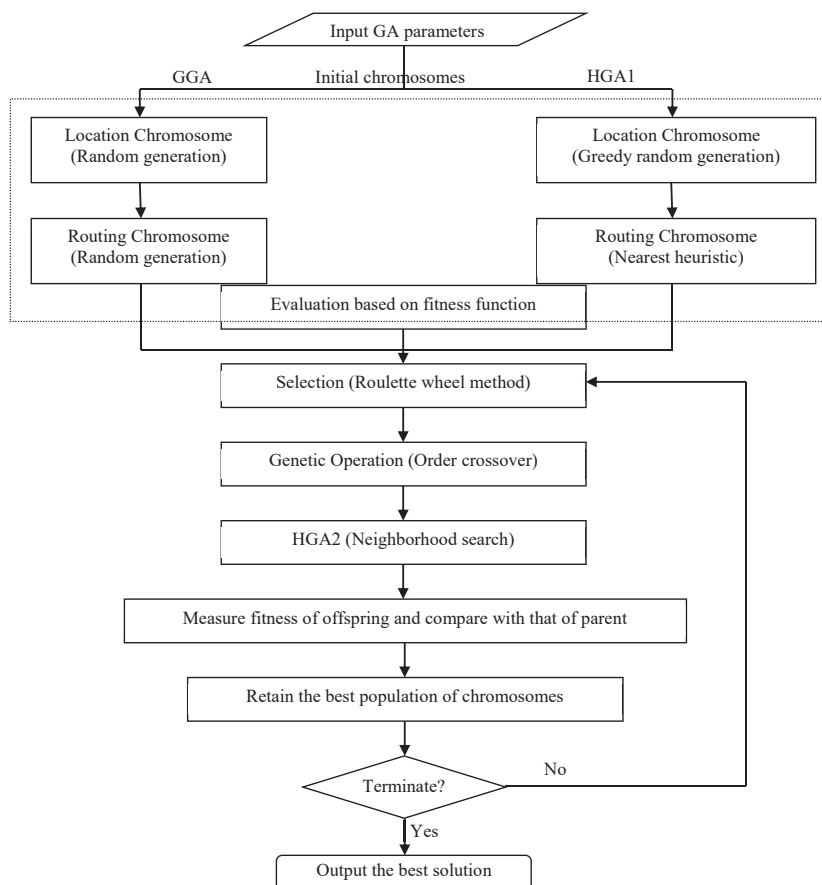 Input GA parameters
GGA
Initial chromosomes
HGA1
Location Chromosome
(Random generation)
Location Chromosome
(Greedy random generation)
Routing Chromosome
(Random generation)
Routing Chromosome
(Nearest heuristic)
Evaluation based on fitness function
Selection (Roulette wheel method)
Genetic Operation (Order crossover)
HGA2 (Neighborhood search)
Measure fitness of offspring and compare with that of parent
Retain the best population of chromosomes
Terminate?
No
Yes
Output the best solution